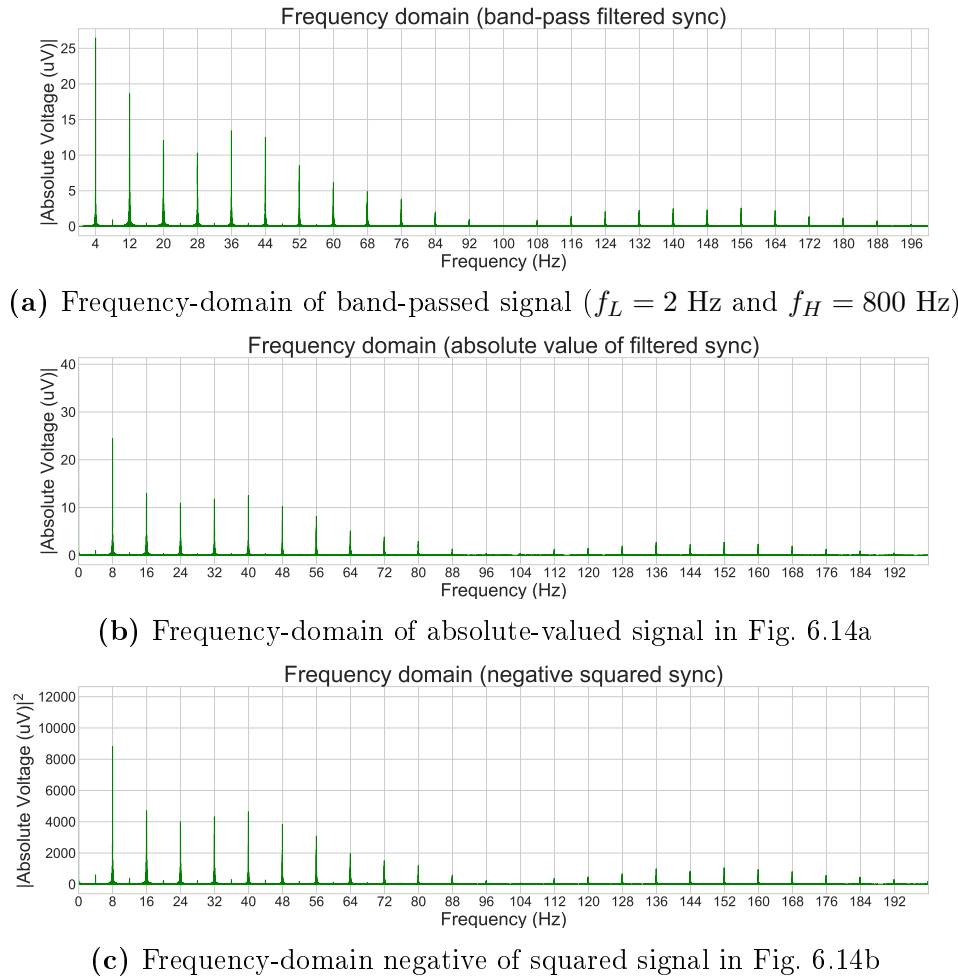 Frequency domain (band-pass filtered sync)
|Absolute Voltage (uV)|
25
20
15
10
5
0
4 12 20 28 36 44 52 60 68 76 84 92 100 108 116 124 132 140 148 156 164 172 180 188 196
Frequency (Hz)
(a) Frequency-domain of band-passed signal (f_L = 2 Hz and f_H = 800 Hz)
Frequency domain (absolute value of filtered sync)
|Absolute Voltage (uV)|
40
30
20
10
0
0 8 16 24 32 40 48 56 64 72 80 88 96 104 112 120 128 136 144 152 160 168 176 184 192
Frequency (Hz)
(b) Frequency-domain of absolute-valued signal in Fig. 6.14a
Frequency domain (negative squared sync)
|Absolute Voltage (uV)|²
12000
10000
8000
6000
4000
2000
0
0 8 16 24 32 40 48 56 64 72 80 88 96 104 112 120 128 136 144 152 160 168 176 184 192
Frequency (Hz)
(c) Frequency-domain negative of squared signal in Fig. 6.14b